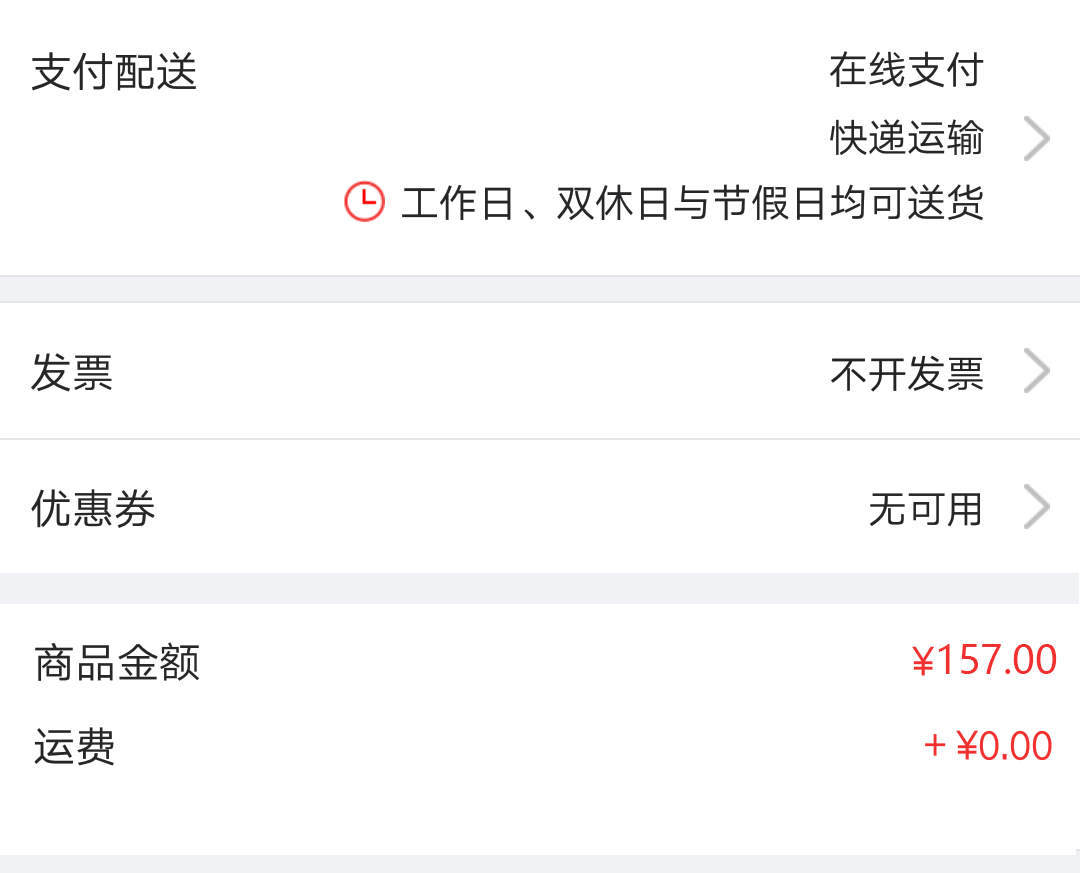 支付配送 在线支付
快递运输
工作日、双休日与节假日均可送货
发票 不开发票
优惠券 无可用
商品金额 ¥157.00
运费 + ¥0.00